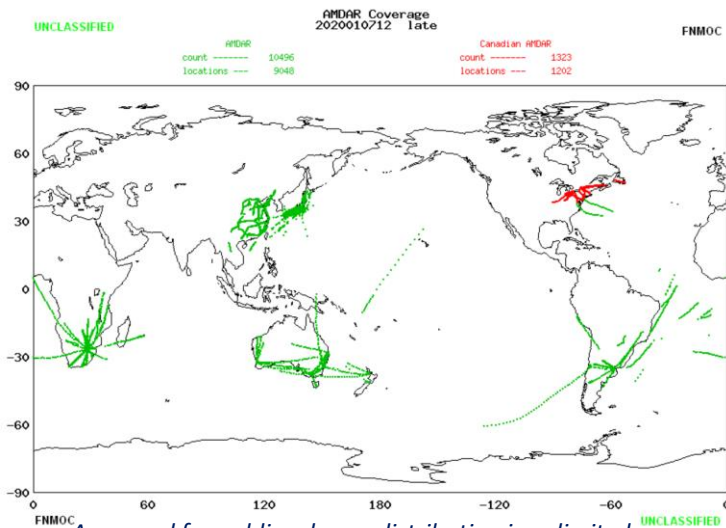 AMDAR Coverage
UNCLASSIFIED 2020010712 late FNMOC
AMDAR Canadian AMDAR
count ------- 10496 count ------- 1323
locations --- 9048 locations --- 1202
90
60
30
0
-30
-60
-90
0 60 120 180 -120 -60
FNMOC UNCLASSIFIED